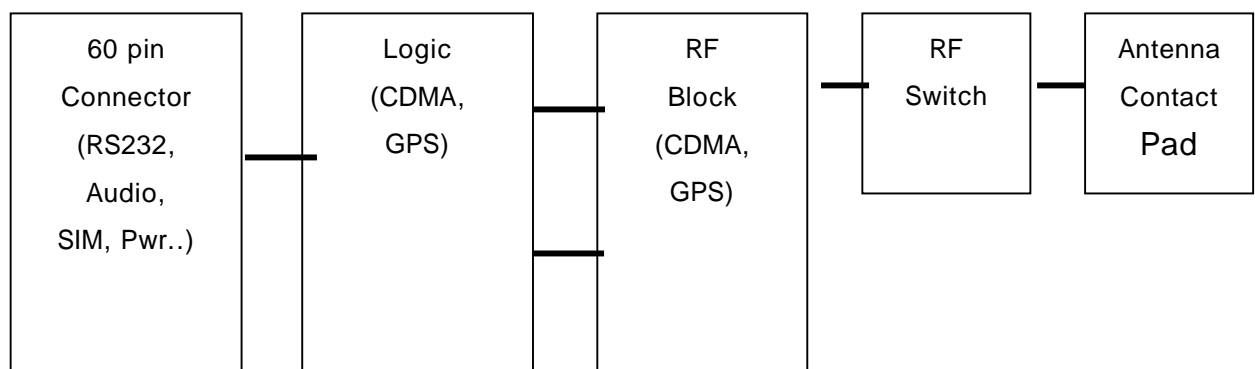 60 pin
Connector
(RS232,
Audio,
SIM, Pwr..)
Logic
(CDMA,
GPS)
RF
Block
(CDMA,
GPS)
RF
Switch
Antenna
Contact
Pad